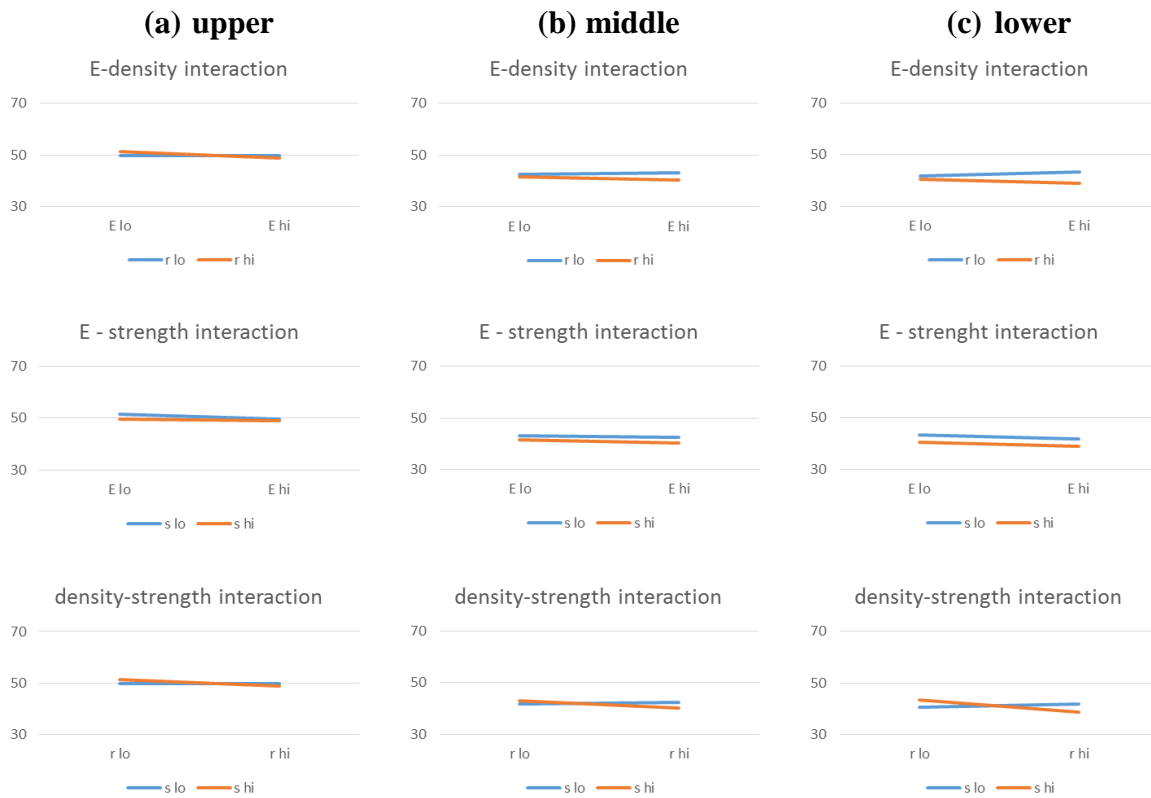 (a) upper
(b) middle
(c) lower
E-density interaction
70
50
30
E lo
E hi
r lo
r hi
E-density interaction
70
50
30
E lo
E hi
r lo
r hi
E-density interaction
70
50
30
E lo
E hi
r lo
r hi
E - strength interaction
70
50
30
E lo
E hi
s lo
s hi
E - strength interaction
70
50
30
E lo
E hi
s lo
s hi
E - strenght interaction
70
50
30
E lo
E hi
s lo
s hi
density-strength interaction
70
50
30
r lo
r hi
s lo
s hi
density-strength interaction
70
50
30
r lo
r hi
s lo
s hi
density-strength interaction
70
50
30
r lo
r hi
s lo
s hi